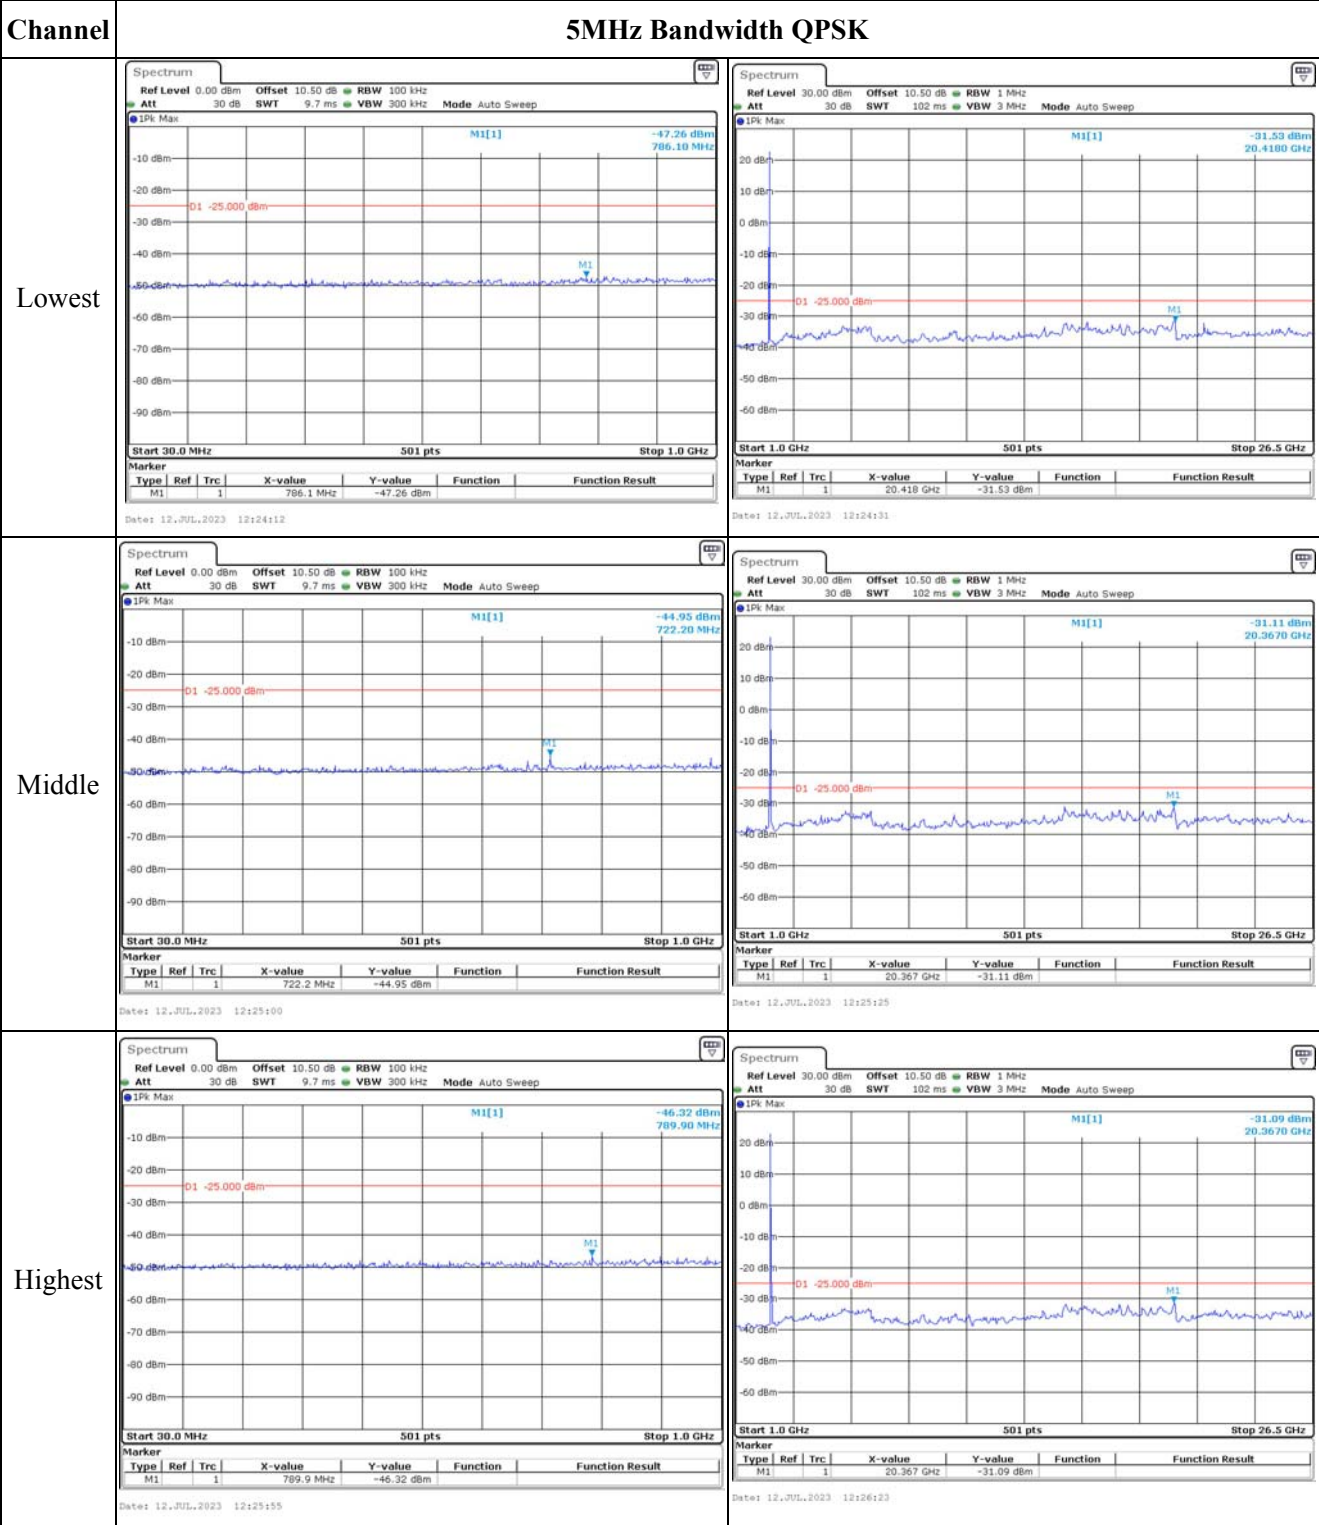 Channel 5MHz Bandwidth QPSK
Lowest
Spectrum
Ref Level 0.00 dBm Offset 10.50 dB RBW 100 kHz
Att 30 dB SWT 9.7 ms VBW 300 kHz Mode Auto Sweep
1Pk Max
M1[1] -47.26 dBm
786.10 MHz
-10 dBm
-20 dBm
D1 -25.000 dBm
-30 dBm
-40 dBm
M1
-50 dBm
-60 dBm
-70 dBm
-80 dBm
-90 dBm
Start 30.0 MHz 501 pts Stop 1.0 GHz
Marker
Type Ref Trc X-value Y-value Function Function Result
M1 1 786.1 MHz -47.26 dBm
Date: 12.JUL.2023 12:24:12
Spectrum
Ref Level 30.00 dBm Offset 10.50 dB RBW 1 MHz
Att 30 dB SWT 102 ms VBW 3 MHz Mode Auto Sweep
1Pk Max
M1[1] -31.53 dBm
20.4180 GHz
20 dBm
10 dBm
0 dBm
-10 dBm
-20 dBm
D1 -25.000 dBm
-30 dBm
M1
-40 dBm
-50 dBm
-60 dBm
Start 1.0 GHz 501 pts Stop 26.5 GHz
Marker
Type Ref Trc X-value Y-value Function Function Result
M1 1 20.418 GHz -31.53 dBm
Date: 12.JUL.2023 12:24:31
Middle
Spectrum
Ref Level 0.00 dBm Offset 10.50 dB RBW 100 kHz
Att 30 dB SWT 9.7 ms VBW 300 kHz Mode Auto Sweep
1Pk Max
M1[1] -44.95 dBm
722.20 MHz
-10 dBm
-20 dBm
D1 -25.000 dBm
-30 dBm
-40 dBm
M1
-50 dBm
-60 dBm
-70 dBm
-80 dBm
-90 dBm
Start 30.0 MHz 501 pts Stop 1.0 GHz
Marker
Type Ref Trc X-value Y-value Function Function Result
M1 1 722.2 MHz -44.95 dBm
Date: 12.JUL.2023 12:25:00
Spectrum
Ref Level 30.00 dBm Offset 10.50 dB RBW 1 MHz
Att 30 dB SWT 102 ms VBW 3 MHz Mode Auto Sweep
1Pk Max
M1[1] -31.11 dBm
20.3670 GHz
20 dBm
10 dBm
0 dBm
-10 dBm
-20 dBm
D1 -25.000 dBm
M1
-30 dBm
-40 dBm
-50 dBm
-60 dBm
Start 1.0 GHz 501 pts Stop 26.5 GHz
Marker
Type Ref Trc X-value Y-value Function Function Result
M1 1 20.367 GHz -31.11 dBm
Date: 12.JUL.2023 12:25:25
Highest
Spectrum
Ref Level 0.00 dBm Offset 10.50 dB RBW 100 kHz
Att 30 dB SWT 9.7 ms VBW 300 kHz Mode Auto Sweep
1Pk Max
M1[1] -46.32 dBm
789.90 MHz
-10 dBm
-20 dBm
D1 -25.000 dBm
-30 dBm
-40 dBm
M1
-50 dBm
-60 dBm
-70 dBm
-80 dBm
-90 dBm
Start 30.0 MHz 501 pts Stop 1.0 GHz
Marker
Type Ref Trc X-value Y-value Function Function Result
M1 1 789.9 MHz -46.32 dBm
Date: 12.JUL.2023 12:25:55
Spectrum
Ref Level 30.00 dBm Offset 10.50 dB RBW 1 MHz
Att 30 dB SWT 102 ms VBW 3 MHz Mode Auto Sweep
1Pk Max
M1[1] -31.09 dBm
20.3670 GHz
20 dBm
10 dBm
0 dBm
-10 dBm
-20 dBm
D1 -25.000 dBm
M1
-30 dBm
-40 dBm
-50 dBm
-60 dBm
Start 1.0 GHz 501 pts Stop 26.5 GHz
Marker
Type Ref Trc X-value Y-value Function Function Result
M1 1 20.367 GHz -31.09 dBm
Date: 12.JUL.2023 12:26:23